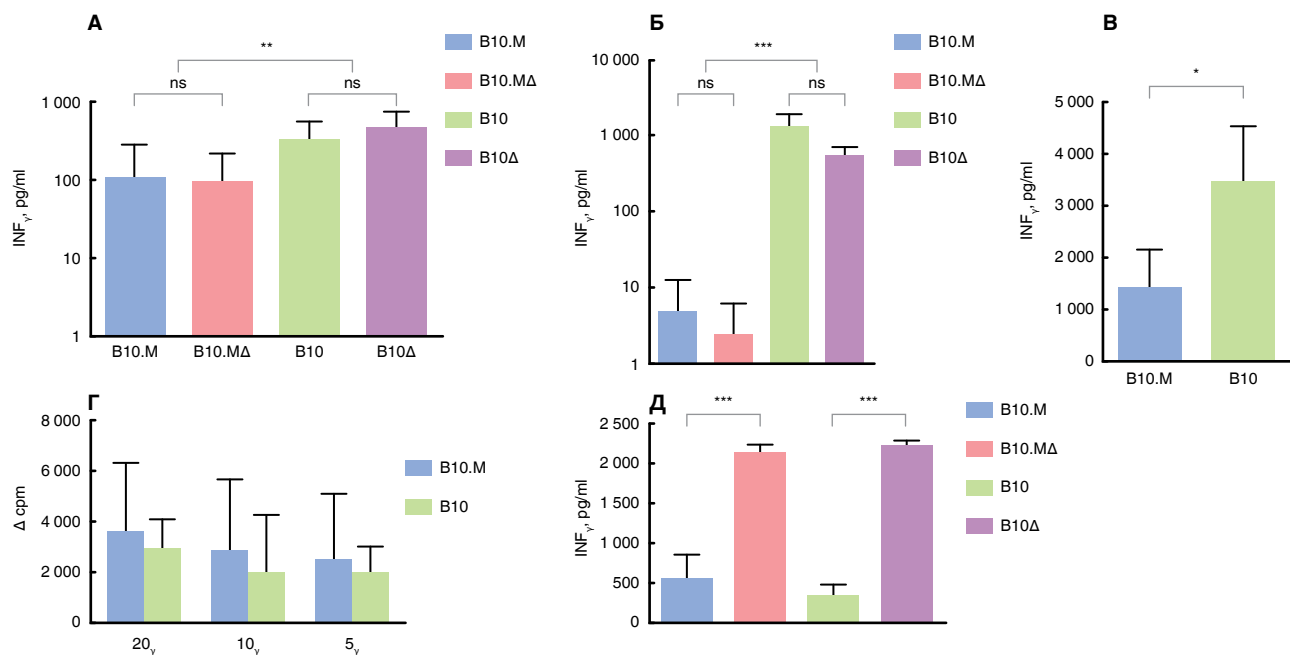 А
**
ns
ns
B10.M
B10.MΔ
B10
B10Δ
INFγ, pg/ml
1 000
100
10
1
B10.M
B10.MΔ
B10
B10Δ
Б
***
ns
ns
B10.M
B10.MΔ
B10
B10Δ
INFγ, pg/ml
10 000
1 000
100
10
1
В
*
INFγ, pg/ml
5 000
4 000
3 000
2 000
1 000
0
B10.M
B10
Г
Δ cpm
8 000
6 000
4 000
2 000
0
20γ
10γ
5γ
B10.M
B10
Д
***
***
INFγ, pg/ml
2 500
2 000
1 500
1 000
500
0
B10.M
B10.MΔ
B10
B10Δ